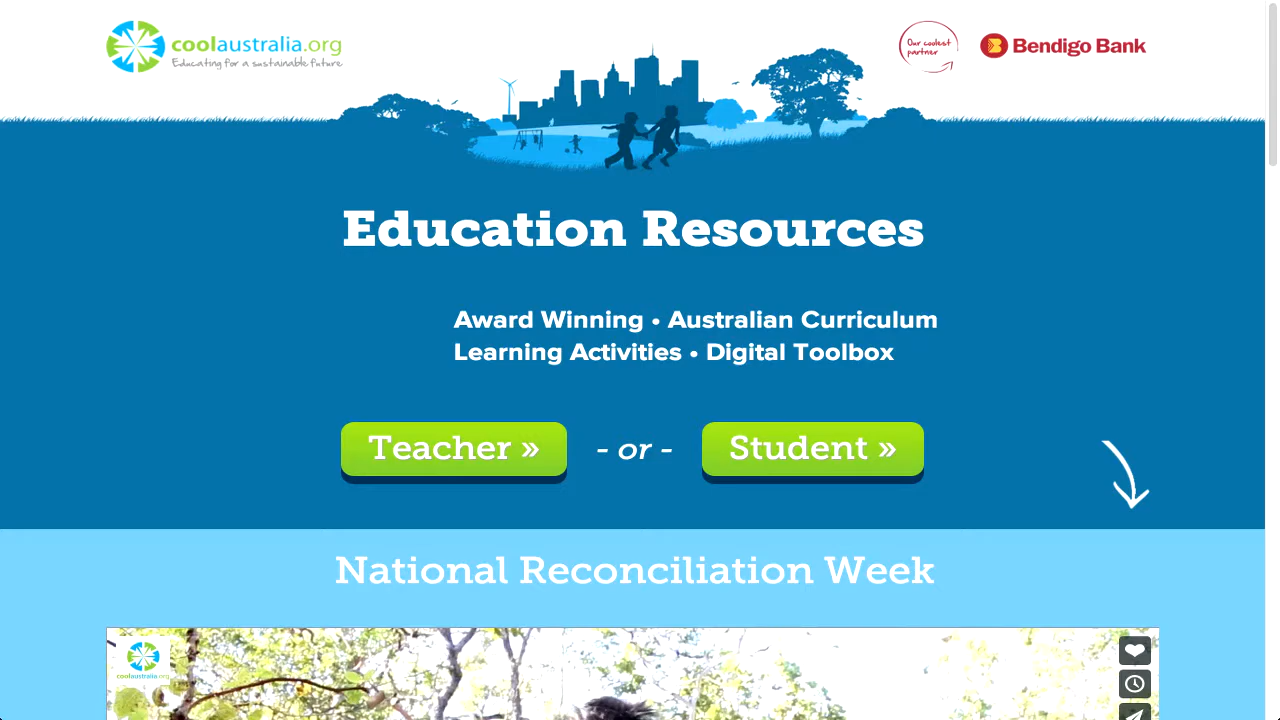 coolaustralia.org
Educating for a sustainable future
Our coolest
partner
Bendigo Bank
Education Resources
Award Winning • Australian Curriculum
Learning Activities • Digital Toolbox
Teacher »
- or -
Student »
National Reconciliation Week
coolaustralia.org